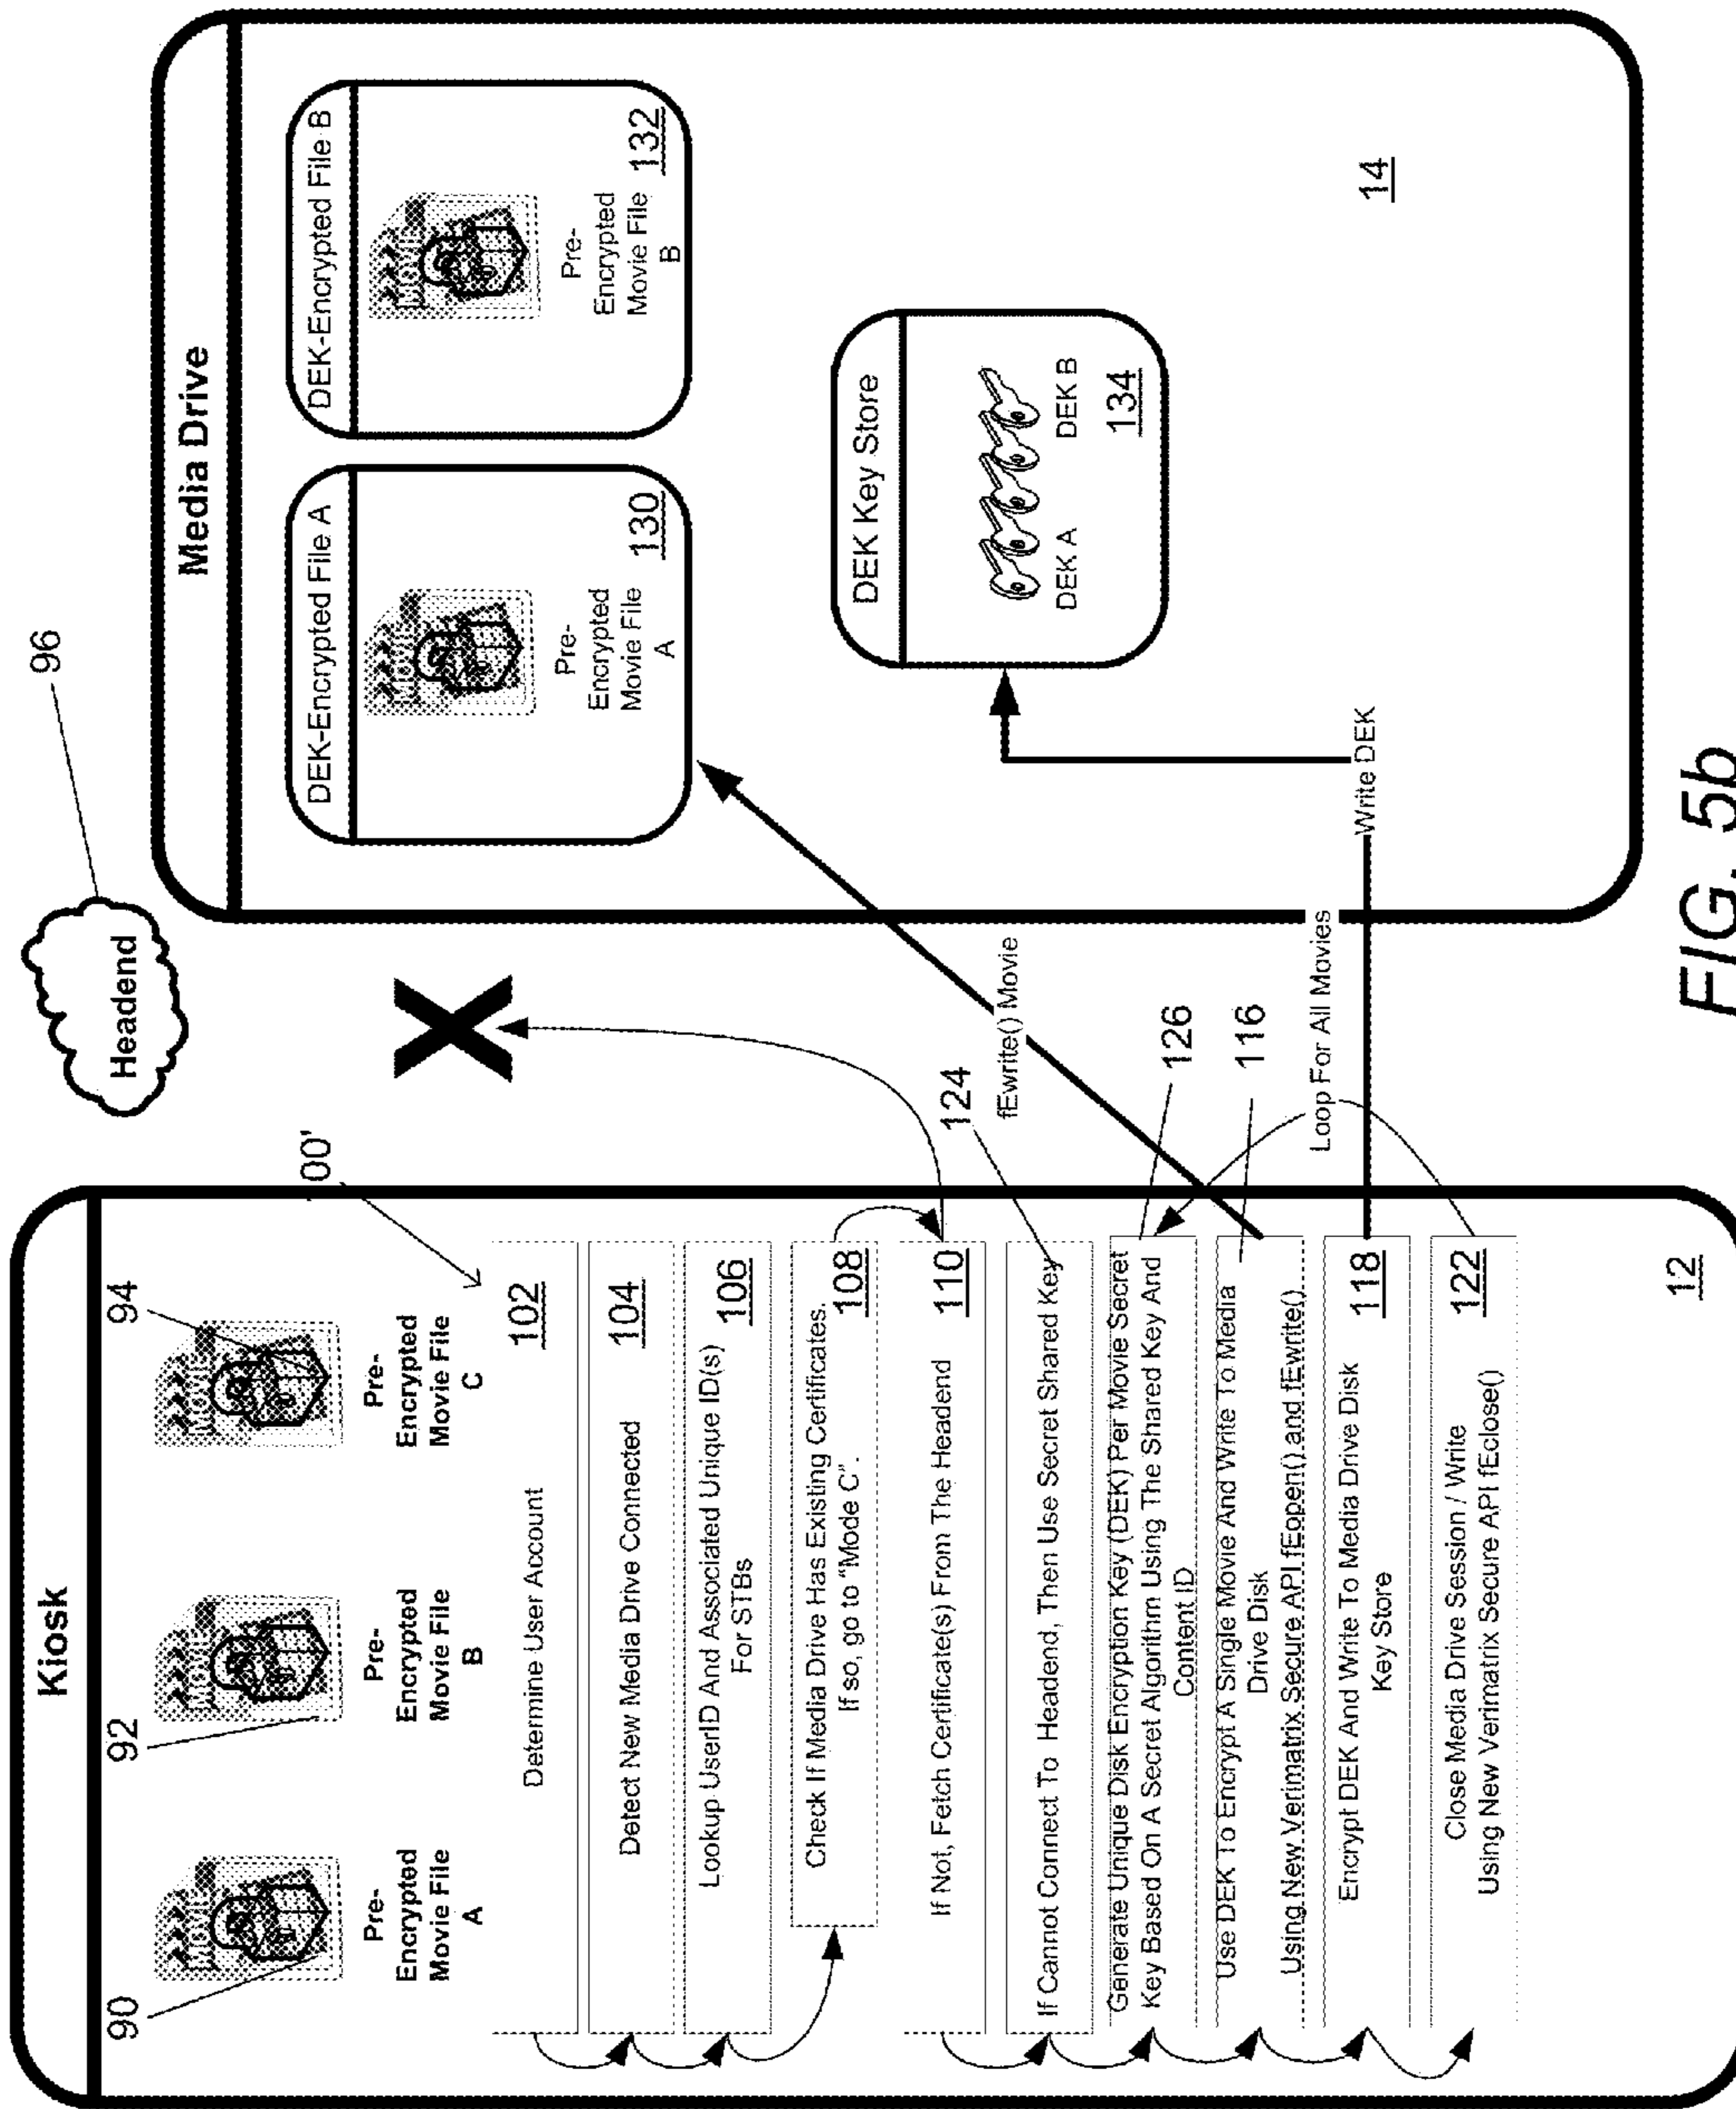 Kiosk
90
92
94
Pre-
Encrypted
Movie File
A
Pre-
Encrypted
Movie File
B
Pre-
Encrypted
Movie File
C
00'
Determine User Account
102
Detect New Media Drive Connected
104
Lookup UserID And Associated Unique ID(s)
For STBs
106
Check If Media Drive Has Existing Certificates.
If so, go to "Mode C".
108
If Not, Fetch Certificate(s) From The Headend
110
If Cannot Connect To Headend, Then Use Secret Shared Key
124
Generate Unique Disk Encryption Key (DEK) Per Movie Secret
Key Based On A Secret Algorithm Using The Shared Key And
Content ID
126
Use DEK To Encrypt A Single Movie And Write To Media
Drive Disk
Using New Verimatrix Secure API fEopen() and fEwrite()
116
Encrypt DEK And Write To Media Drive Disk
Key Store
118
Close Media Drive Session / Write
Using New Verimatrix Secure API fEclose()
122
12
Headend
96
X
fEwrite() Movie
Loop For All Movies
Write DEK
Media Drive
DEK-Encrypted File A
MOVIE
Pre-
Encrypted
Movie File
A
130
DEK-Encrypted File B
MOVIE
Pre-
Encrypted
Movie File
B
132
DEK Key Store
DEK A
DEK B
134
14
FIG. 5b